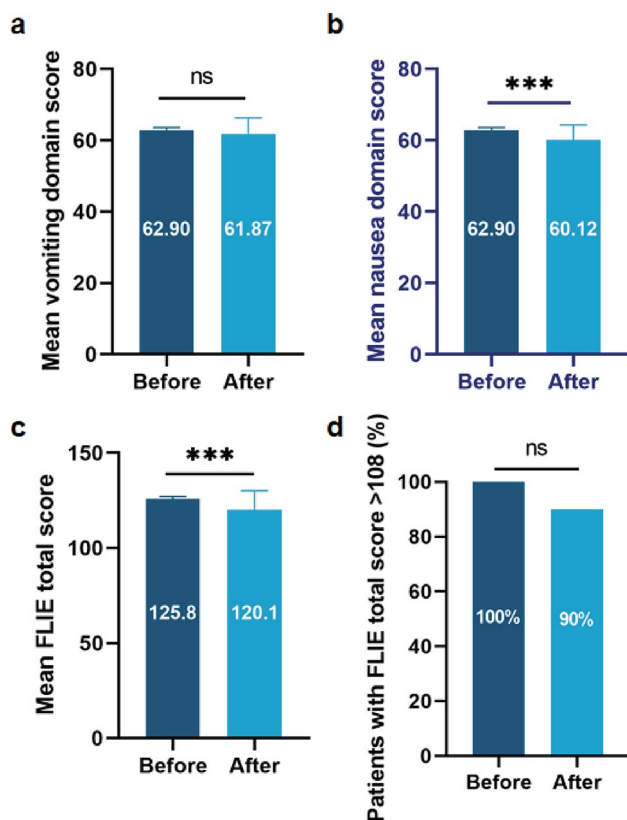 a
Mean vomiting domain score
80
60
40
20
0
ns
62.90
61.87
Before
After
b
Mean nausea domain score
80
60
40
20
0
***
62.90
60.12
Before
After
c
Mean FLIE total score
150
100
50
0
***
125.8
120.1
Before
After
d
Patients with FLIE total score >108 (%)
100
80
60
40
20
0
ns
100%
90%
Before
After